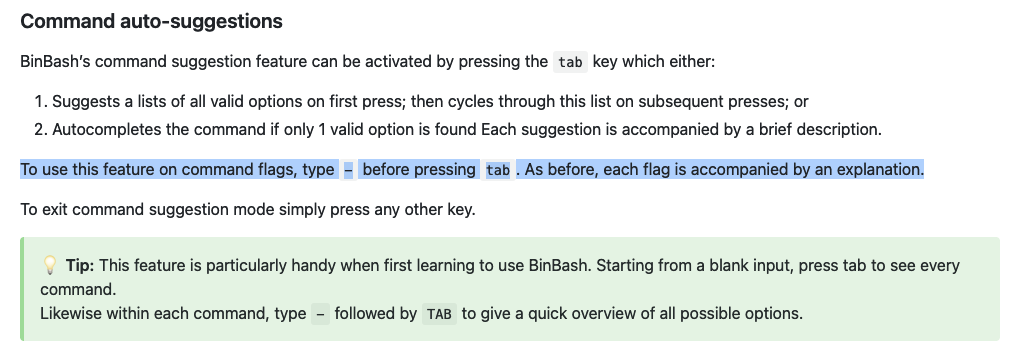 Command auto-suggestions
BinBash’s command suggestion feature can be activated by pressing the tab key which either:
1. Suggests a lists of all valid options on first press; then cycles through this list on subsequent presses; or
2. Autocompletes the command if only 1 valid option is found Each suggestion is accompanied by a brief description.
To use this feature on command flags, type – before pressing tab . As before, each flag is accompanied by an explanation.
To exit command suggestion mode simply press any other key.
💡 Tip: This feature is particularly handy when first learning to use BinBash. Starting from a blank input, press tab to see every
command.
Likewise within each command, type – followed by TAB to give a quick overview of all possible options.